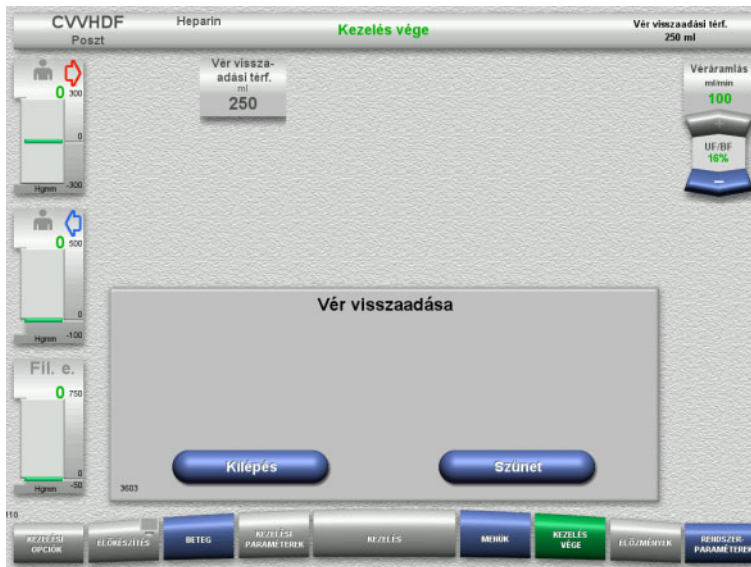 CVVHDF
Poszt
Heparin
Kezelés vége
Vér visszaadási térf.
250 ml
0
300
0
-300
Hgmm
Vér vissza-
adási térf.
ml
250
Véráramlás
ml/min
100
+
UF/BF
16%
–
0
500
0
-100
Hgmm
Fil. e.
0
750
0
-50
Hgmm
Vér visszaadása
Kilépés
Szünet
3603
KEZELÉSI
OPCIÓK
ELŐKÉSZÍTÉS
BETEG
KEZELÉSI
PARAMÉTEREK
KEZELÉS
MENÜK
KEZELÉS
VÉGE
ELŐZMÉNYEK
RENDSZER-
PARAMÉTEREK